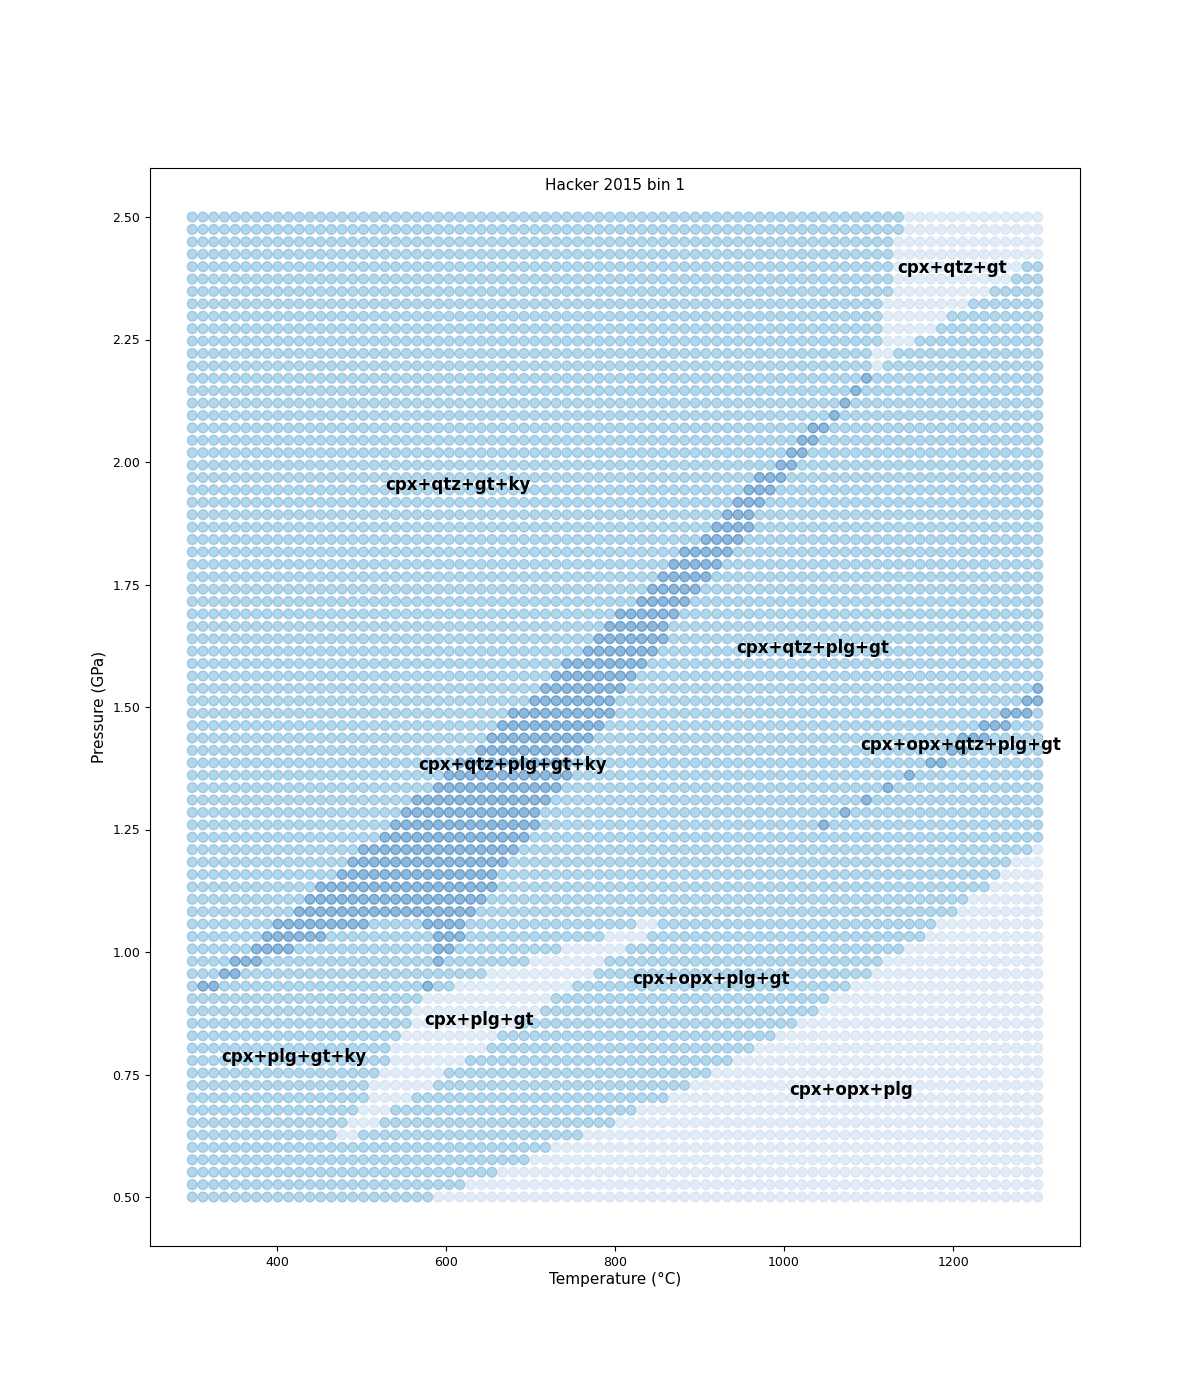 Hacker 2015 bin 1
2.50
cpx+qtz+gt
2.25
2.00
cpx+qtz+gt+ky
1.75
cpx+qtz+plg+gt
Pressure (GPa)
1.50
cpx+opx+qtz+plg+gt
cpx+qtz+plg+gt+ky
1.25
1.00
cpx+opx+plg+gt
cpx+plg+gt
cpx+plg+gt+ky
0.75
cpx+opx+plg
0.50
400 600 800 1000 1200
Temperature (°C)